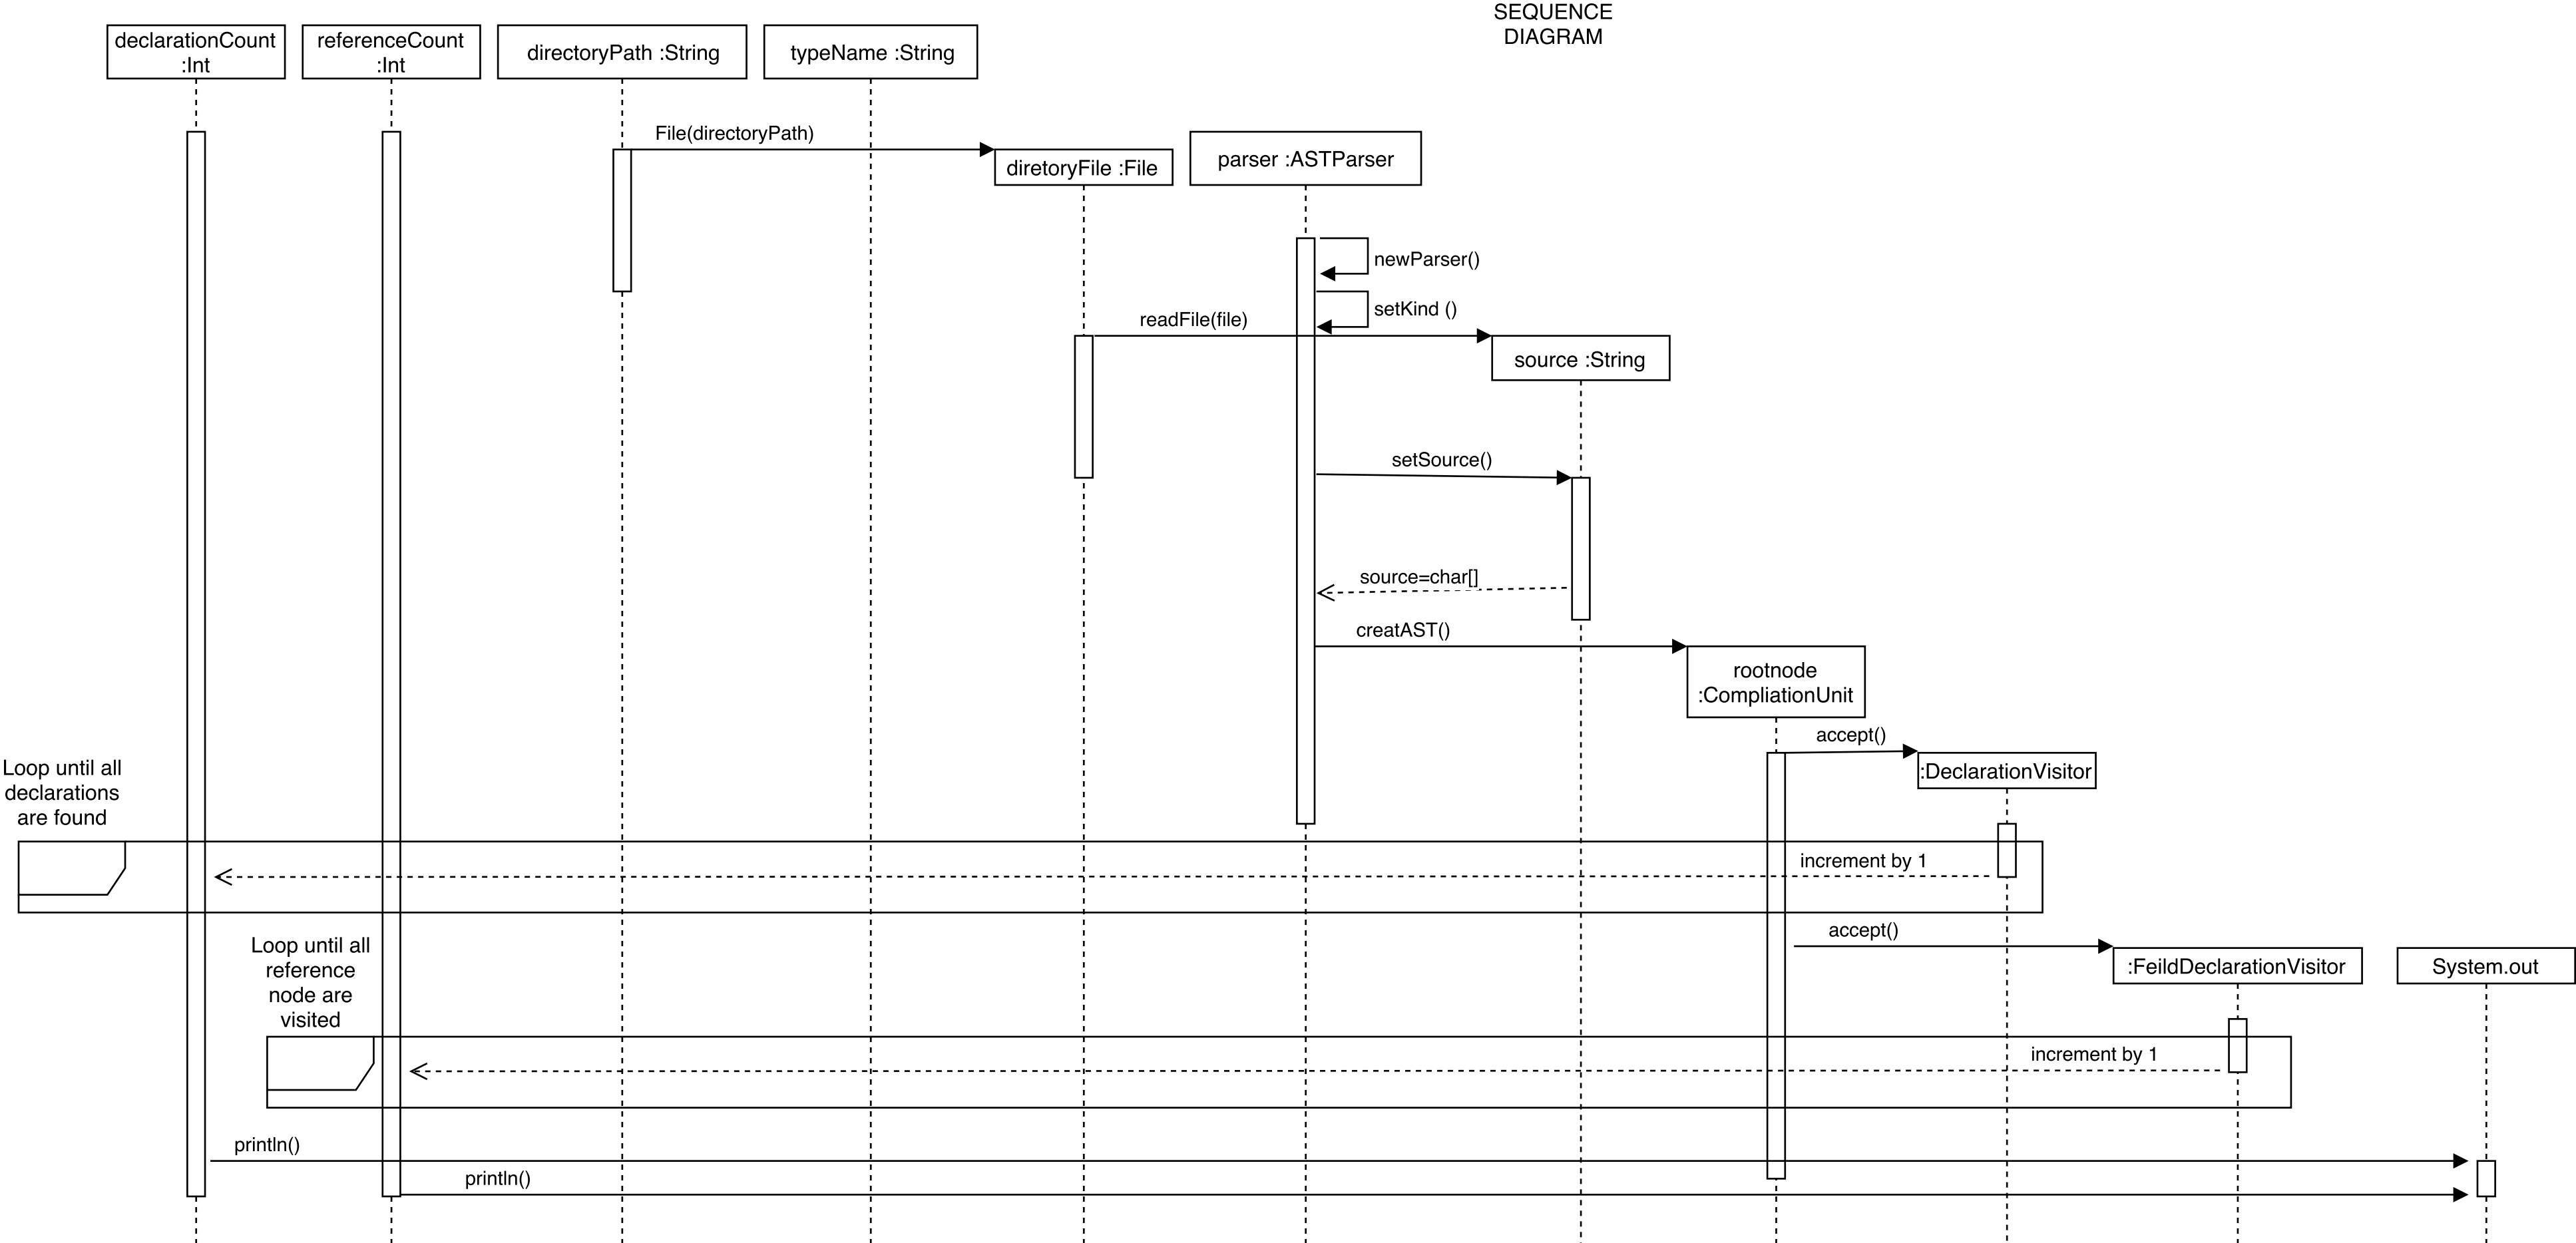 SEQUENCE
DIAGRAM
declarationCount
:Int
referenceCount
:Int
directoryPath :String
typeName :String
File(directoryPath)
diretoryFile :File
parser :ASTParser
newParser()
setKind ()
readFile(file)
source :String
setSource()
source=char[]
creatAST()
rootnode
:CompliationUnit
accept()
:DeclarationVisitor
Loop until all
declarations
are found
increment by 1
accept()
:FeildDeclarationVisitor
System.out
Loop until all
reference
node are
visited
increment by 1
println()
println()